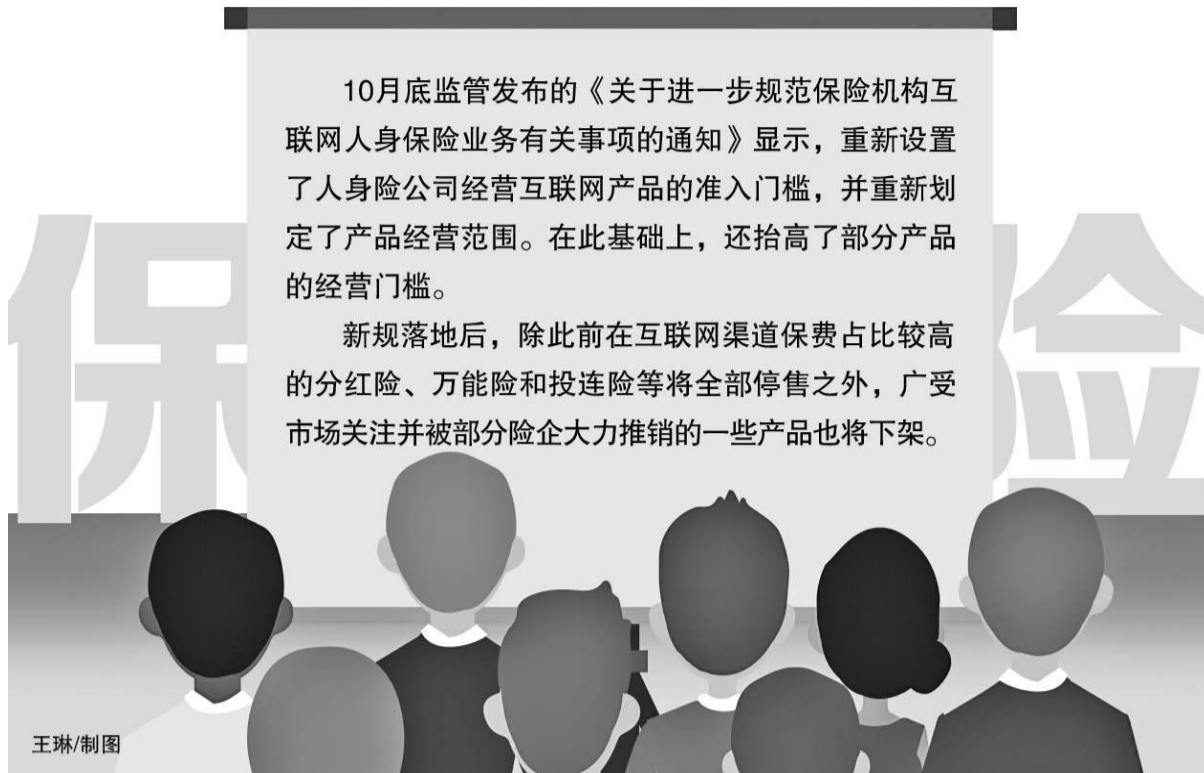 10月底监管发布的《关于进一步规范保险机构互
联网人身保险业务有关事项的通知》显示，重新设置
了人身险公司经营互联网产品的准入门槛，并重新划
定了产品经营范围。在此基础上，还抬高了部分产品
的经营门槛。
新规落地后，除此前在互联网渠道保费占比较高
的分红险、万能险和投连险等将全部停售之外，广受
市场关注并被部分险企大力推销的一些产品也将下架。
保险
王琳/制图